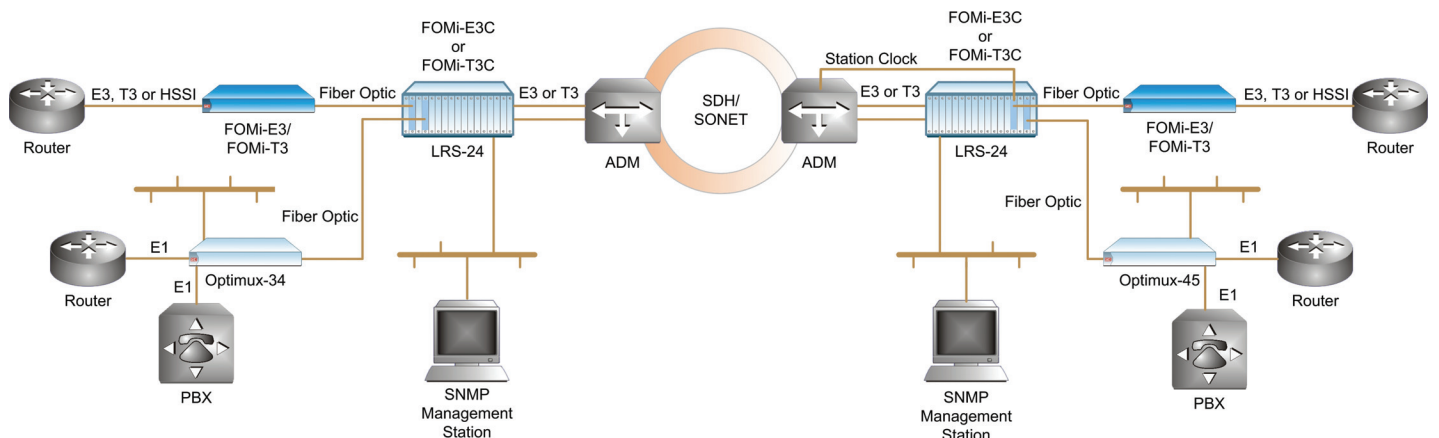 FOMi-E3C
or
FOMi-T3C
FOMi-E3C
or
FOMi-T3C
Station Clock
E3, T3 or HSSI
Fiber Optic
E3 or T3
SDH/
SONET
E3 or T3
Fiber Optic
E3, T3 or HSSI
Router
FOMi-E3/
FOMi-T3
LRS-24
ADM
ADM
LRS-24
FOMi-E3/
FOMi-T3
Router
Fiber Optic
Fiber Optic
E1
Optimux-34
Router
E1
PBX
SNMP
Management
Station
SNMP
Management
Station
E1
Optimux-45
Router
E1
PBX